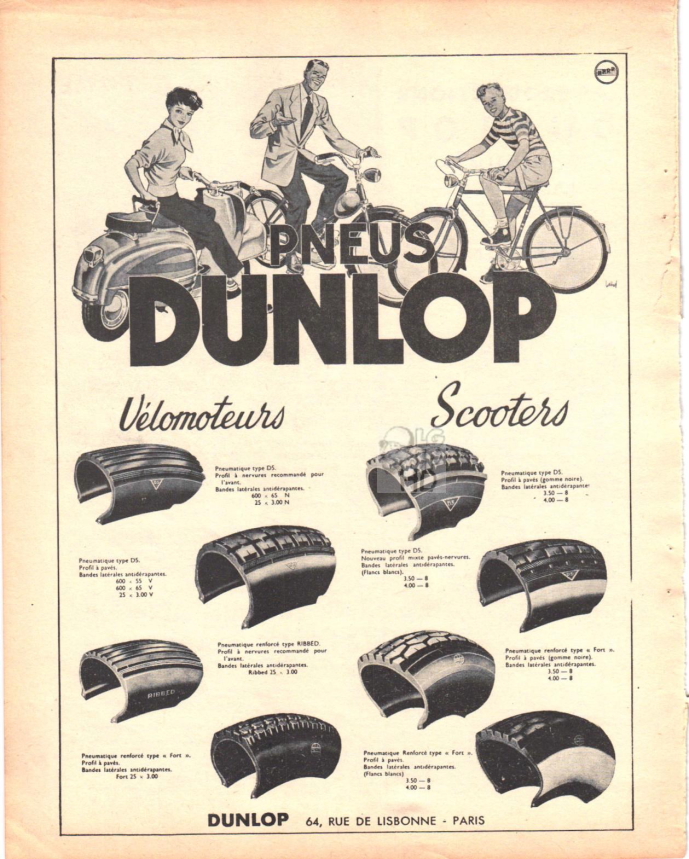 PNEUS
DUNLOP
Vélomoteurs
Pneumatique type DS.
Profil à nervures recommandé pour
l'avant.
Bandes latérales antidérapantes.
600 × 65 N
25 × 3.00 N
Pneumatique type DS.
Profil à pavés.
Bandes latérales antidérapantes.
600 × 55 V
600 × 65 V
25 × 3.00 V
Pneumatique renforcé type RIBBED.
Profil à nervures recommandé pour
l'avant.
Bandes latérales antidérapantes.
Ribbed 25 × 3.00
RIBBED
Pneumatique renforcé type « Fort ».
Profil à pavés.
Bandes latérales antidérapantes.
Fort 25 × 3.00
Scooters
Pneumatique type DS.
Profil à pavés (gomme noire).
Bandes latérales antidérapantes
3.50 — 8
4.00 — 8
Pneumatique type DS.
Nouveau profil mixte pavés-nervures.
Bandes latérales antidérapantes.
(Flancs blancs).
3.50 — 8
4.00 — 8
Pneumatique renforcé type « Fort ».
Profil à pavés (gomme noire).
Bandes latérales antidérapantes.
3.50 — 8
4.00 — 8
Pneumatique Renforcé type « Fort ».
Profil à pavés.
Bandes latérales antidérapantes.
(Flancs blancs)
3.50 — 8
4.00 — 8
DUNLOP 64, RUE DE LISBONNE - PARIS